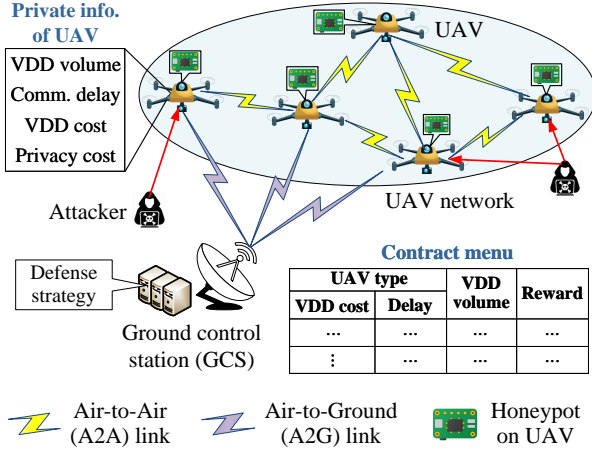 Private info.
of UAV
VDD volume
Comm. delay
VDD cost
Privacy cost
UAV
Attacker
UAV network
Defense
strategy
Ground control
station (GCS)
Contract menu
UAV type
VDD
volume
Reward
VDD cost
Delay
... ... ... ...
⋮ ... ... ...
Air-to-Air
(A2A) link
Air-to-Ground
(A2G) link
Honeypot
on UAV